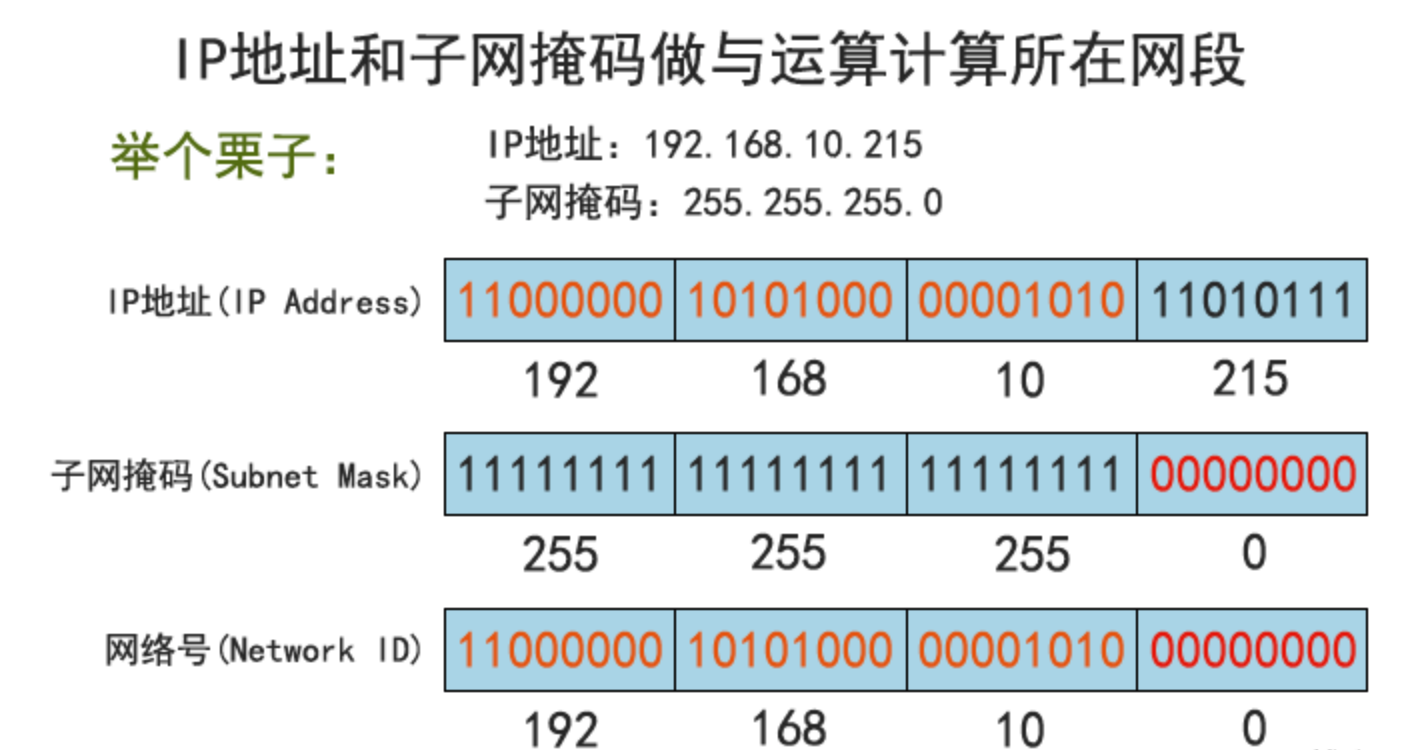 IP地址和子网掩码做与运算计算所在网段
举个栗子：
IP地址：192.168.10.215
子网掩码：255.255.255.0
IP地址(IP Address) 11000000 10101000 00001010 11010111
192 168 10 215
子网掩码(Subnet Mask) 11111111 11111111 11111111 00000000
255 255 255 0
网络号(Network ID) 11000000 10101000 00001010 00000000
192 168 10 0